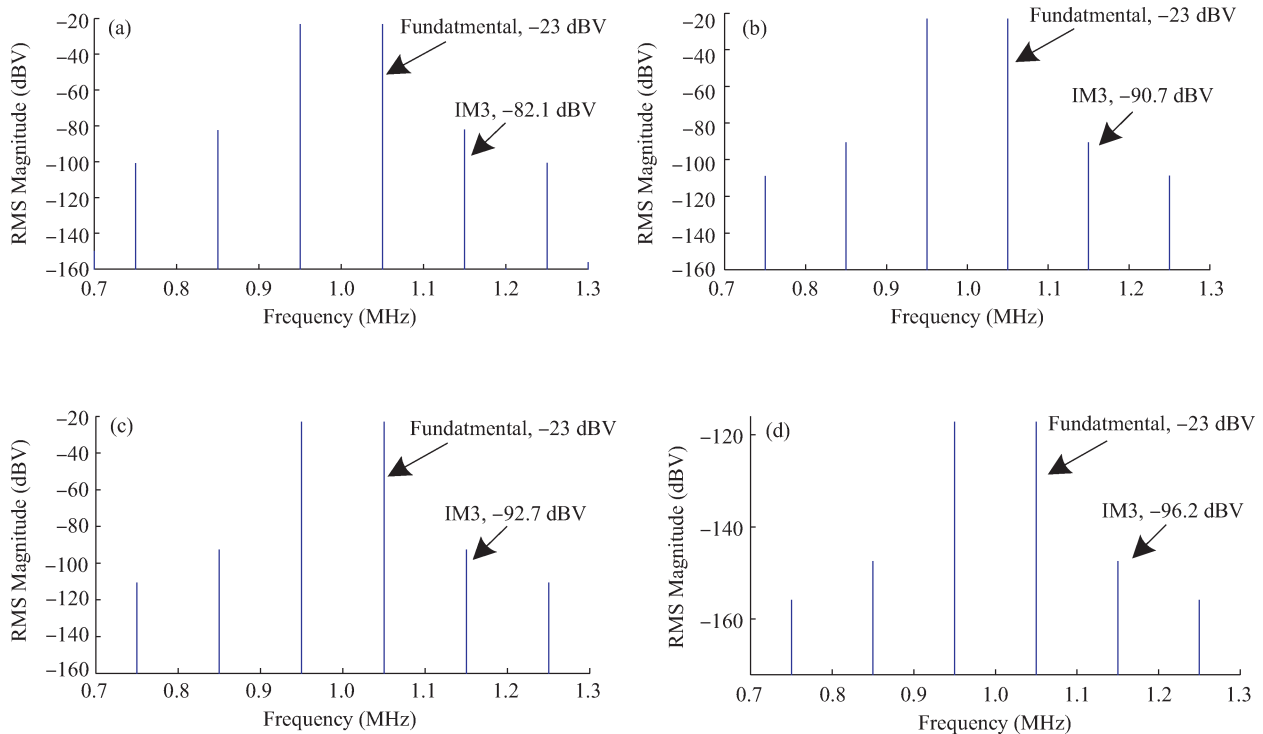 (a)
Fundatmental, −23 dBV
IM3, −82.1 dBV
RMS Magnitude (dBV)
−20
−40
−60
−80
−100
−120
−140
−160
0.7 0.8 0.9 1.0 1.1 1.2 1.3
Frequency (MHz)
(b)
Fundatmental, −23 dBV
IM3, −90.7 dBV
RMS Magnitude (dBV)
−20
−40
−60
−80
−100
−120
−140
−160
0.7 0.8 0.9 1.0 1.1 1.2 1.3
Frequency (MHz)
(c)
Fundatmental, −23 dBV
IM3, −92.7 dBV
RMS Magnitude (dBV)
−20
−40
−60
−80
−100
−120
−140
−160
0.7 0.8 0.9 1.0 1.1 1.2 1.3
Frequency (MHz)
(d)
Fundatmental, −23 dBV
IM3, −96.2 dBV
RMS Magnitude (dBV)
−120
−140
−160
0.7 0.8 0.9 1.0 1.1 1.2 1.3
Frequency (MHz)